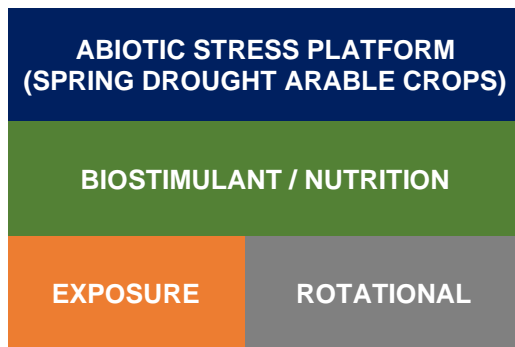 ABIOTIC STRESS PLATFORM
(SPRING DROUGHT ARABLE CROPS)
BIOSTIMULANT / NUTRITION
EXPOSURE
ROTATIONAL